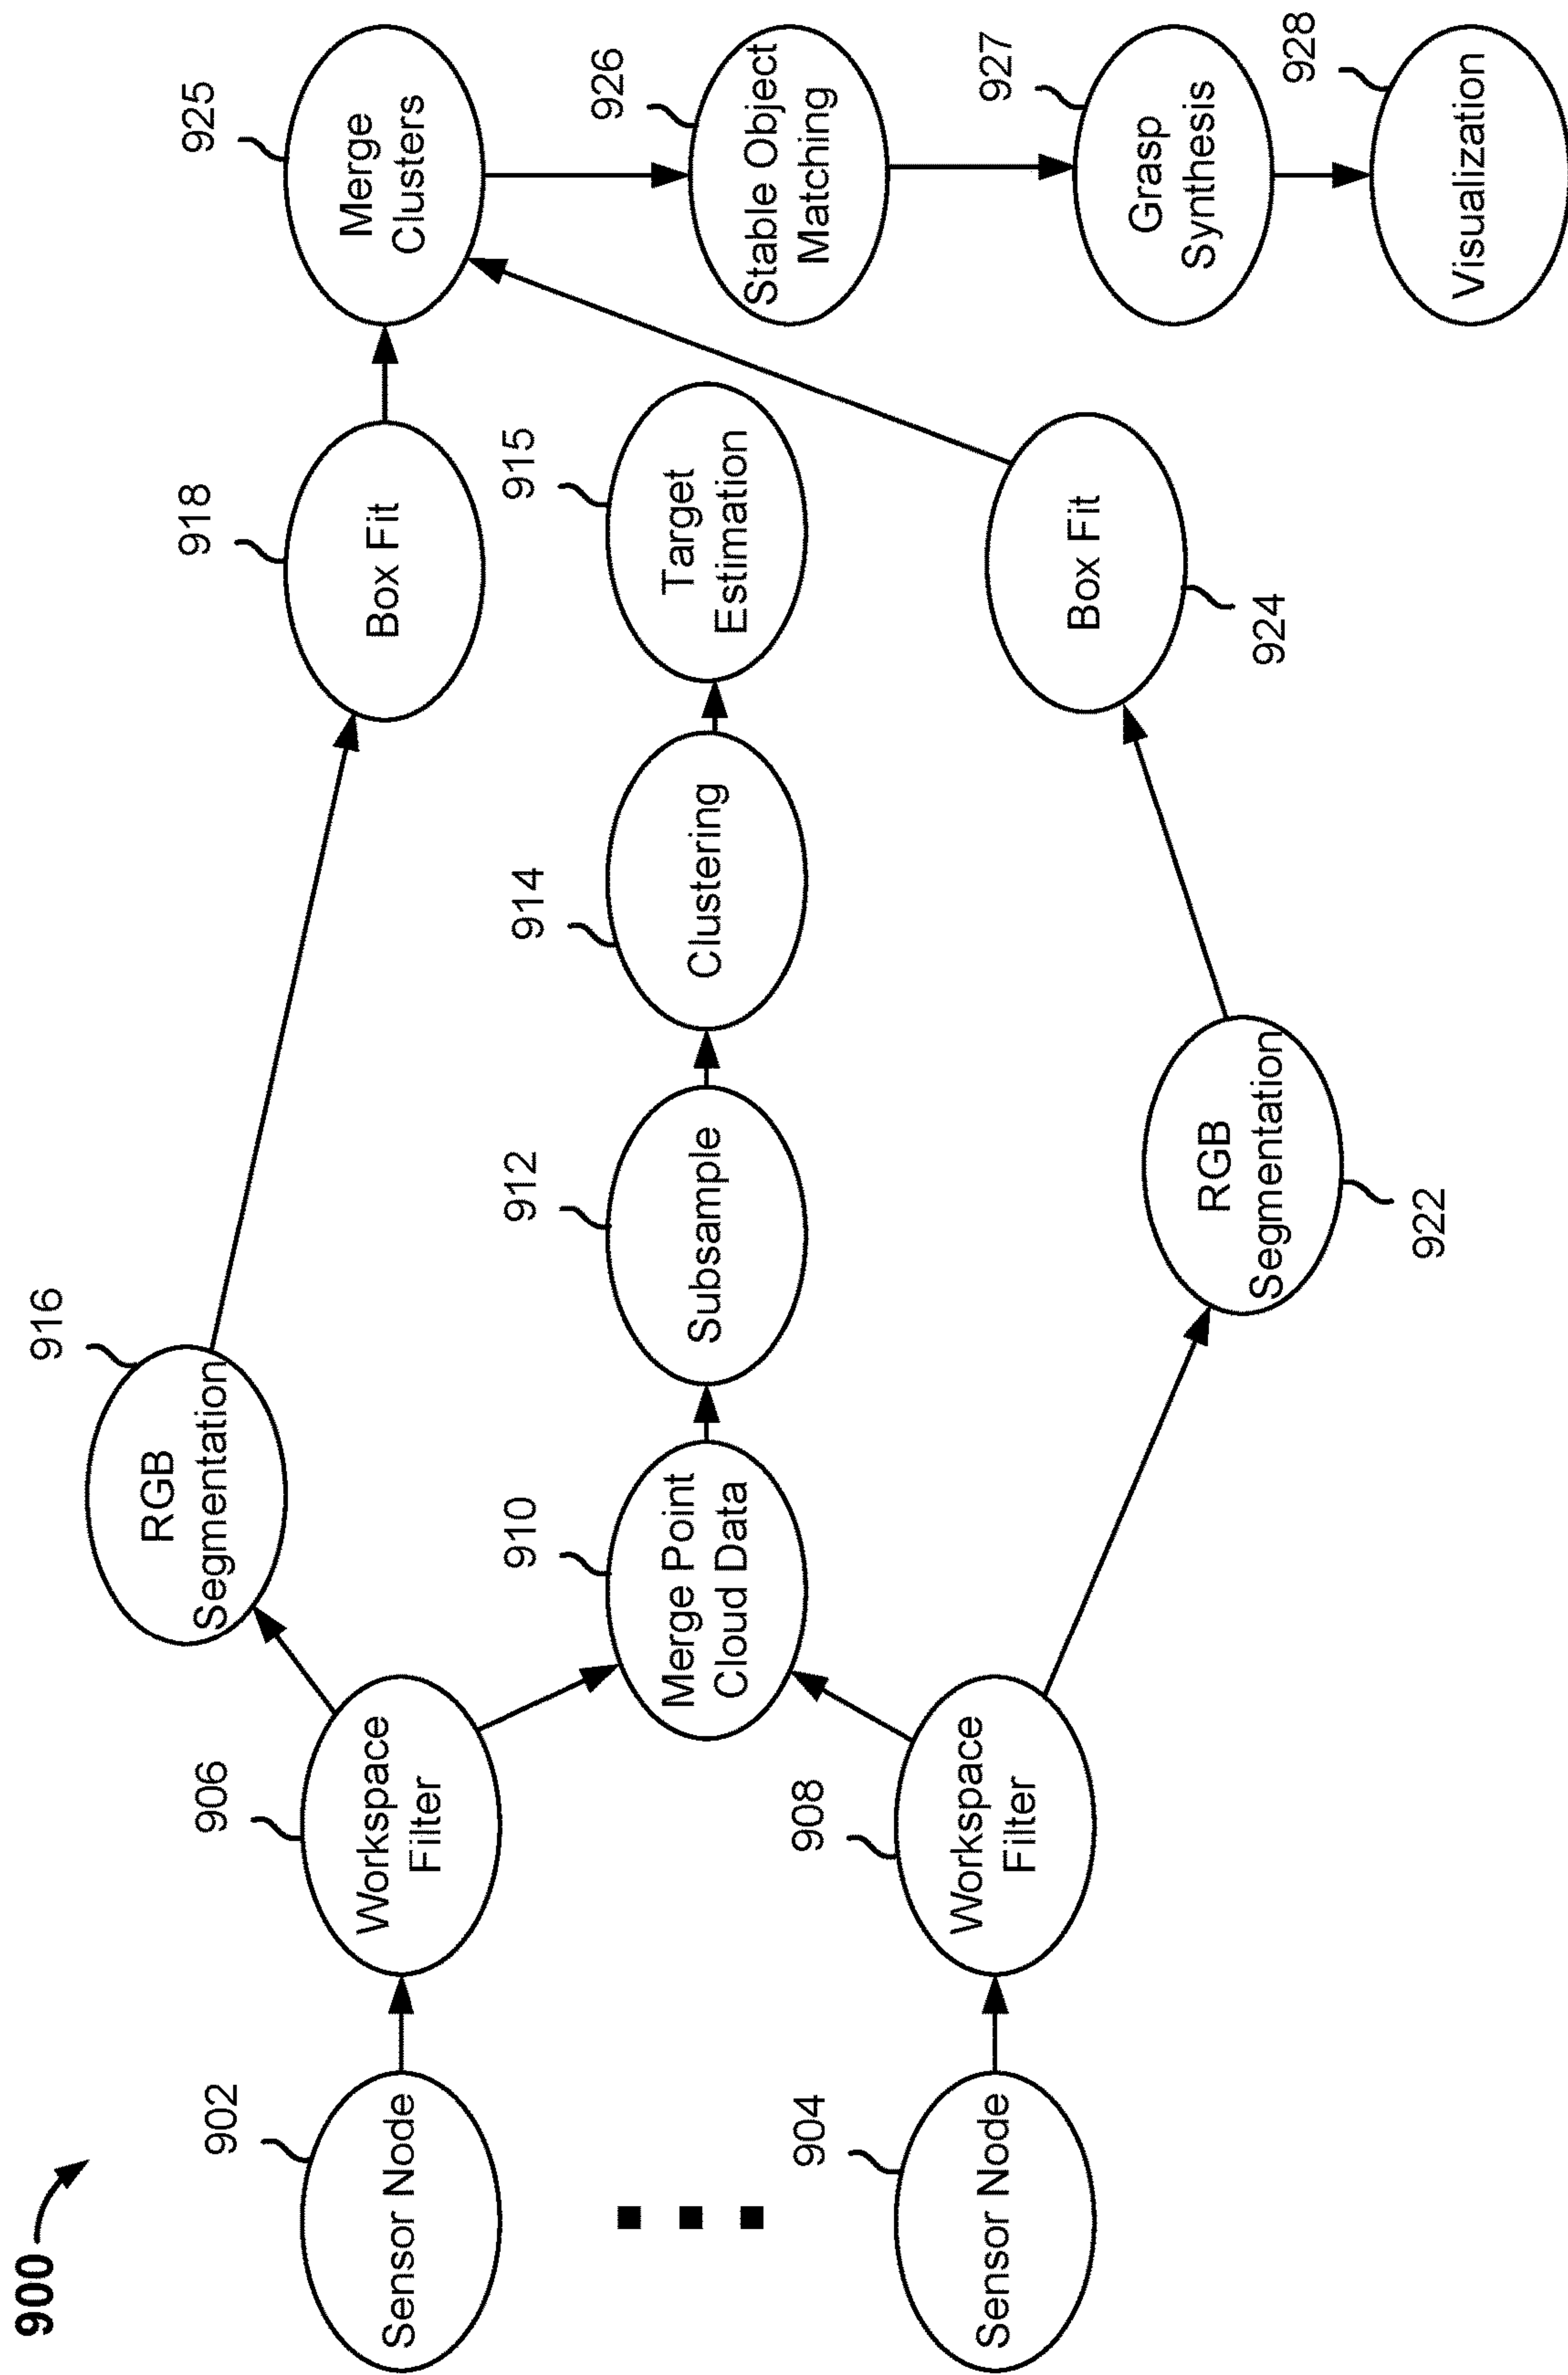 900
902
Sensor Node
904
Sensor Node
906
Workspace
Filter
908
Workspace
Filter
910
Merge Point
Cloud Data
912
Subsample
914
Clustering
915
Target
Estimation
916
RGB
Segmentation
918
Box Fit
922
RGB
Segmentation
924
Box Fit
925
Merge
Clusters
926
Stable Object
Matching
927
Grasp
Synthesis
928
Visualization